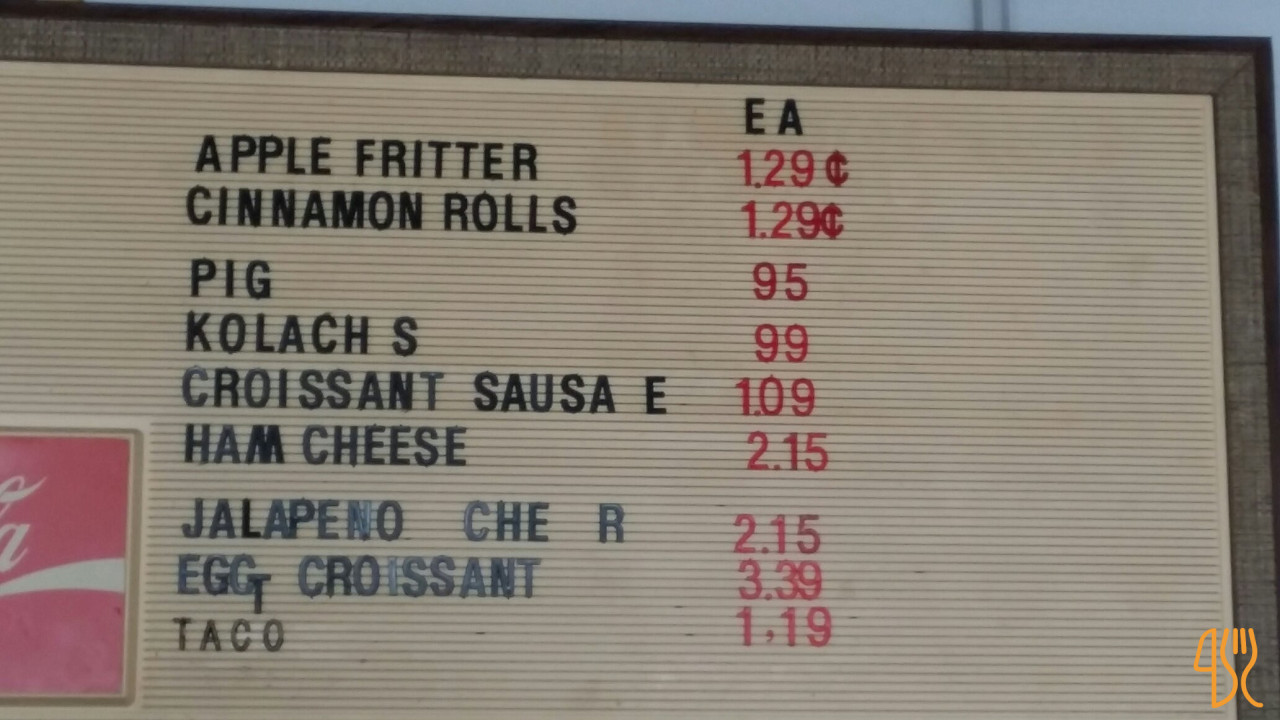 EA
APPLE FRITTER 1.29¢
CINNAMON ROLLS 1.29¢
PIG 95
KOLACH S 99
CROISSANT SAUSA E 1.09
HAM CHEESE 2.15
JALAPENO CHE R 2.15
EGGT CROISSANT 3.39
TACO 1,19